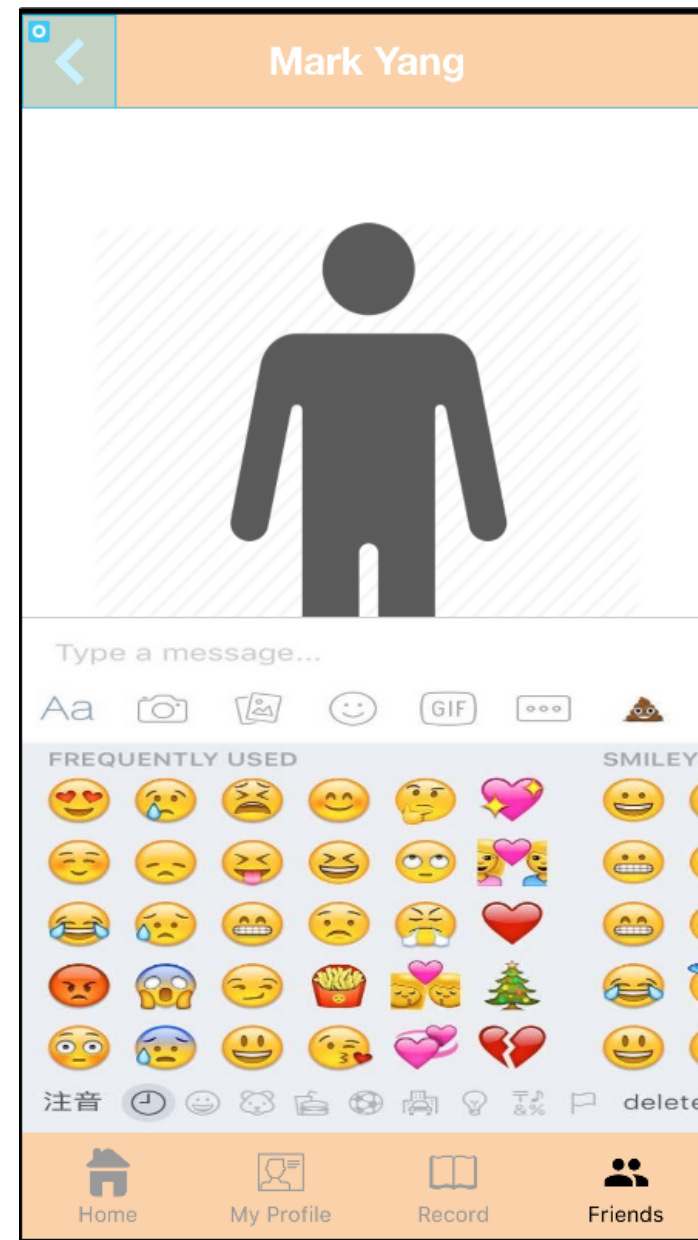 Mark Yang
Type a message...
Aa GIF
FREQUENTLY USED SMILEY
注音 &% delete
Home My Profile Record Friends